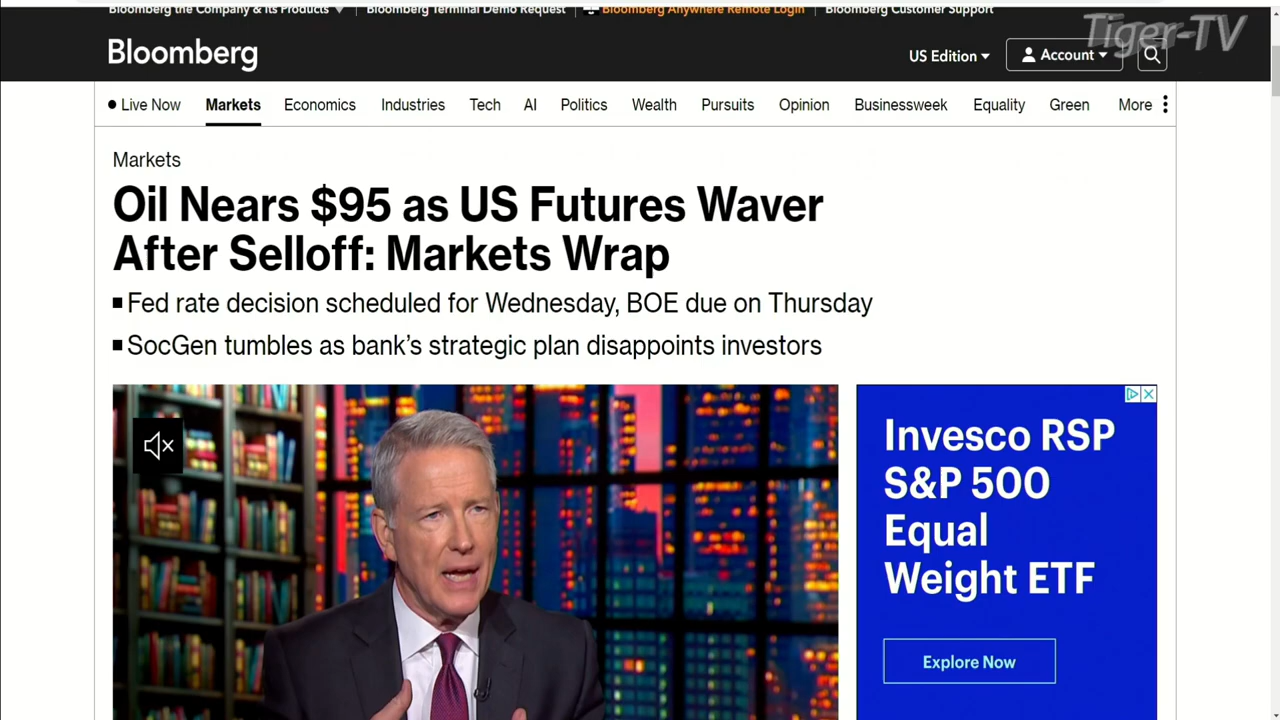 Bloomberg the Company & Its Products Bloomberg Terminal Demo Request Bloomberg Anywhere Remote Login Bloomberg Customer Support
Tiger-TV
Bloomberg
US Edition
Account
Live Now Markets Economics Industries Tech AI Politics Wealth Pursuits Opinion Businessweek Equality Green More
Markets
Oil Nears $95 as US Futures Waver
After Selloff: Markets Wrap
Fed rate decision scheduled for Wednesday, BOE due on Thursday
SocGen tumbles as bank’s strategic plan disappoints investors
Invesco RSP
S&P 500
Equal
Weight ETF
Explore Now